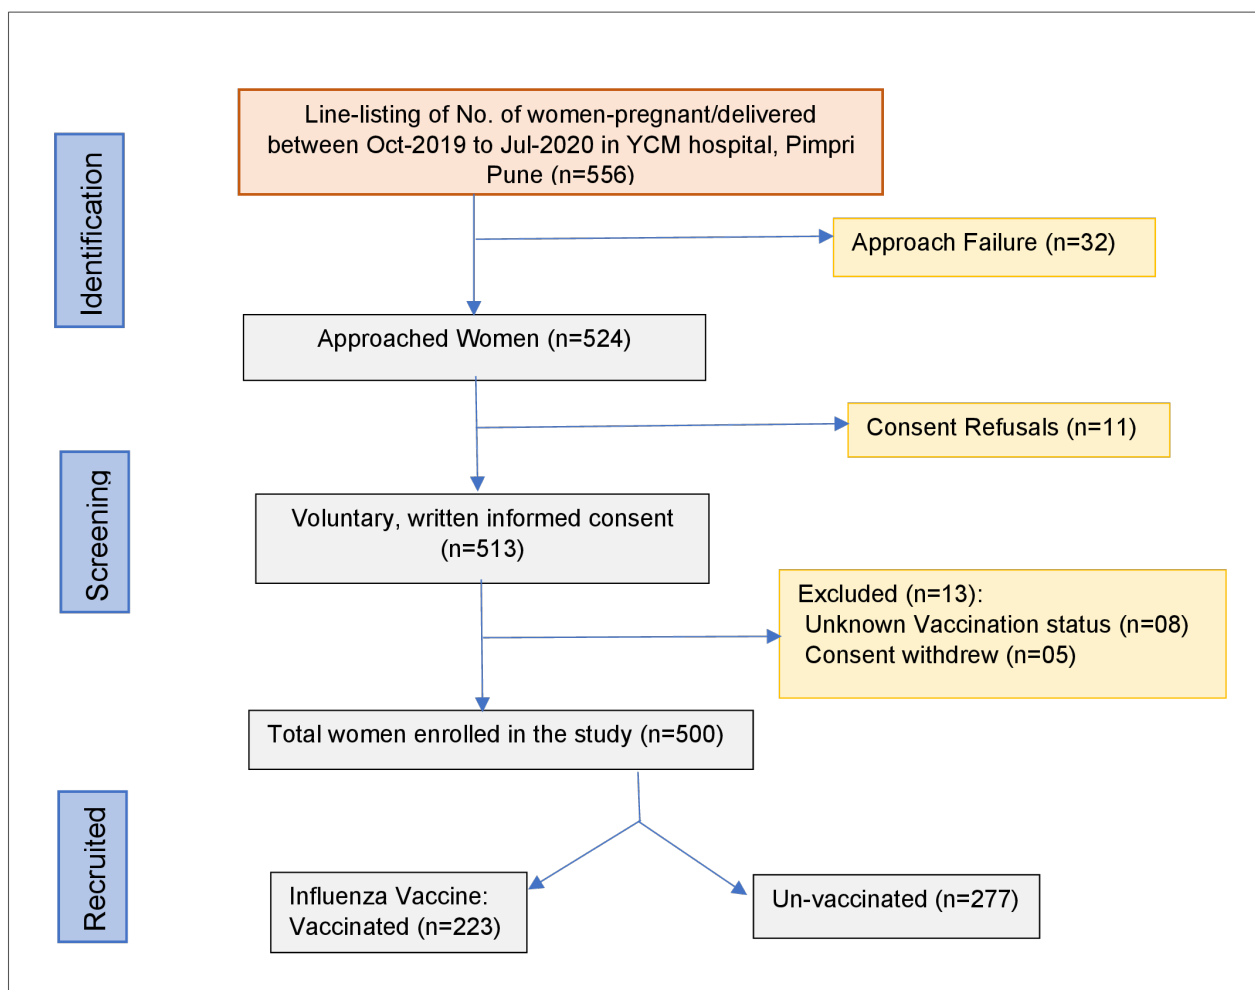 Identification
Line-listing of No. of women-pregnant/delivered
between Oct-2019 to Jul-2020 in YCM hospital, Pimpri
Pune (n=556)
Approach Failure (n=32)
Approached Women (n=524)
Screening
Consent Refusals (n=11)
Voluntary, written informed consent
(n=513)
Excluded (n=13):
Unknown Vaccination status (n=08)
Consent withdrew (n=05)
Total women enrolled in the study (n=500)
Recruited
Influenza Vaccine:
Vaccinated (n=223)
Un-vaccinated (n=277)